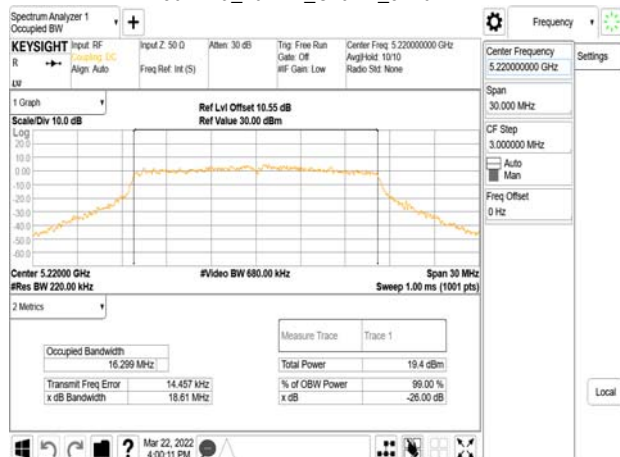 Spectrum Analyzer 1
Occupied BW
Frequency
KEYSIGHT
Input: RF
Coupling: DC
Align: Auto
Input Z: 50 Ω
Freq Ref: Int (S)
Atten: 30 dB
Trig: Free Run
Gate: Off
#IF Gain: Low
Center Freq: 5.220000000 GHz
Avg|Hold: 10/10
Radio Std: None
R
LXI
Center Frequency
5.220000000 GHz
Settings
Span
30.000 MHz
CF Step
3.000000 MHz
Auto
Man
Freq Offset
0 Hz
Local
1 Graph
Scale/Div 10.0 dB
Ref Lvl Offset 10.55 dB
Ref Value 30.00 dBm
Log
20.0
10.0
0.00
-10.0
-20.0
-30.0
-40.0
-50.0
-60.0
Center 5.22000 GHz
#Res BW 220.00 kHz
#Video BW 680.00 kHz
Span 30 MHz
Sweep 1.00 ms (1001 pts)
2 Metrics
Measure Trace Trace 1
Occupied Bandwidth
16.299 MHz
Total Power 19.4 dBm
Transmit Freq Error 14.457 kHz
% of OBW Power 99.00 %
x dB Bandwidth 18.61 MHz
x dB -26.00 dB
Mar 22, 2022
4:00:11 PM